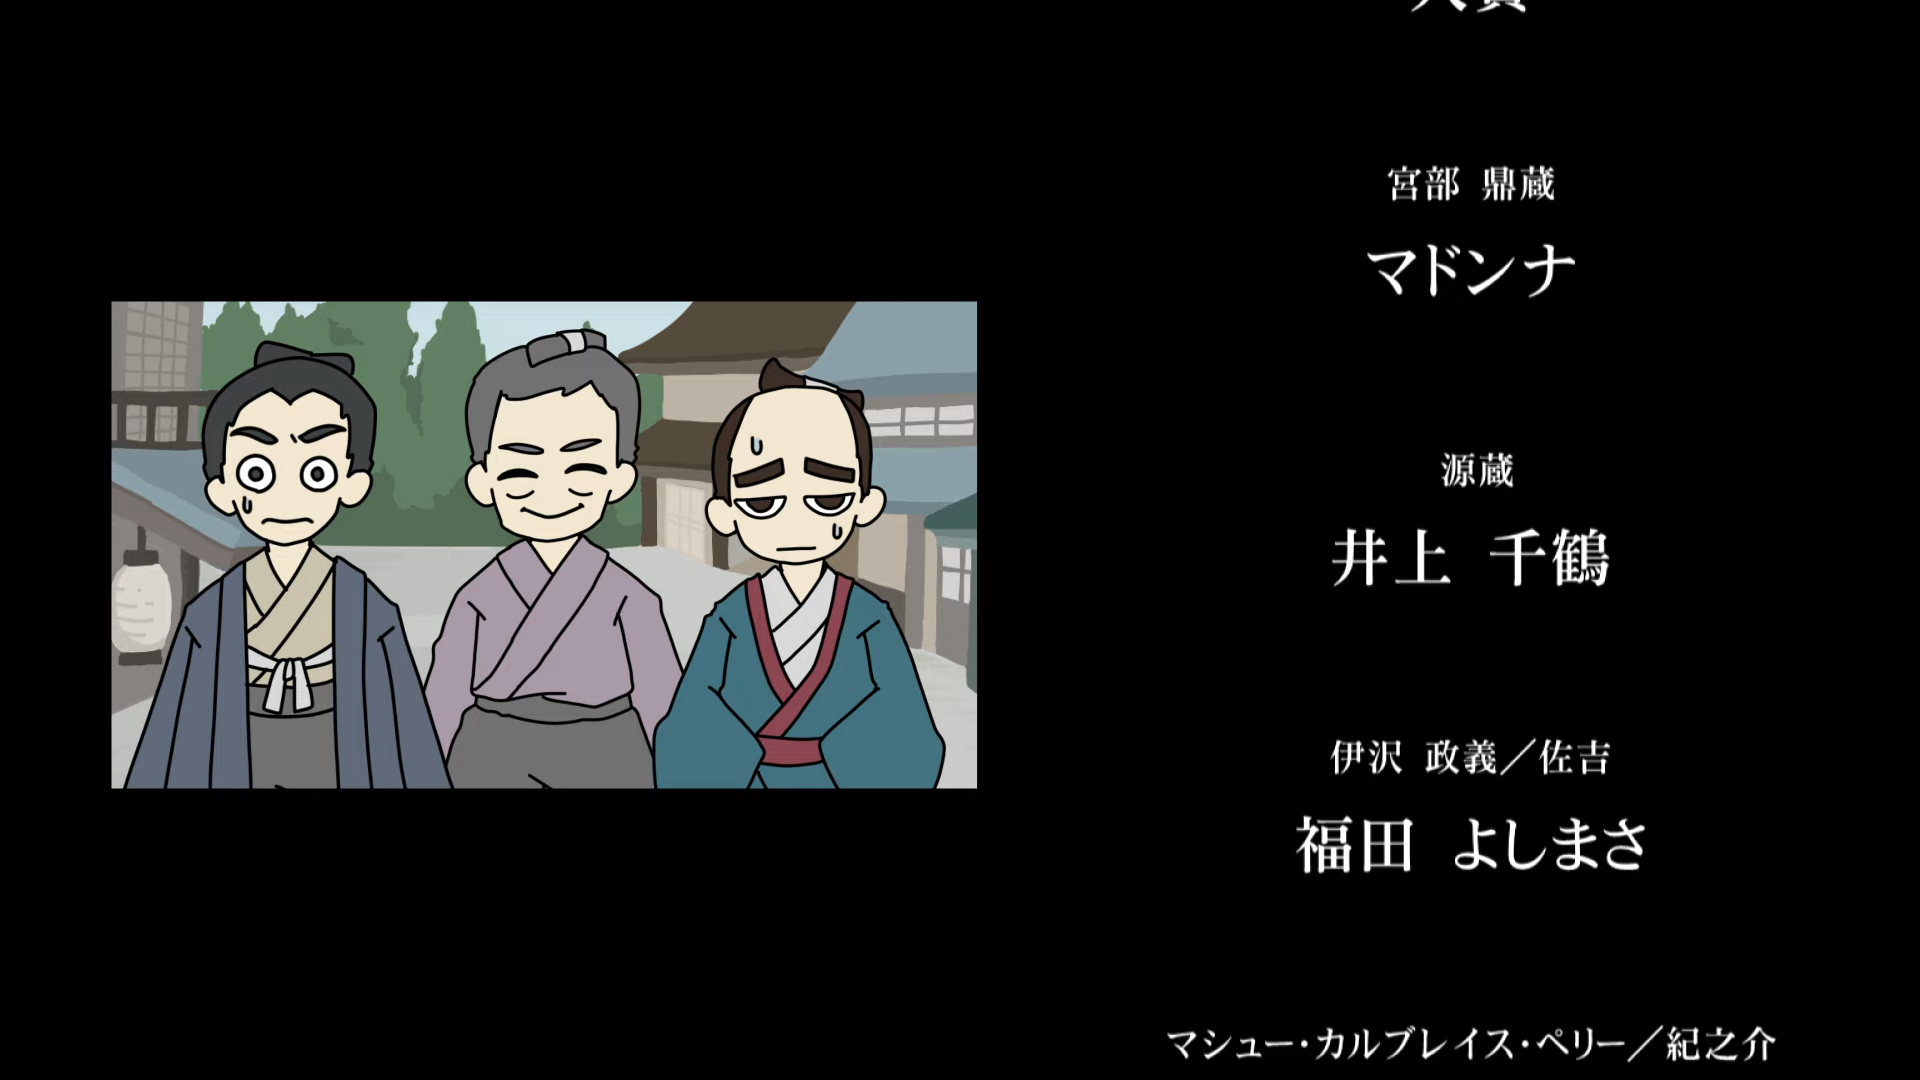 宮部 鼎蔵
マドンナ
源蔵
井上 千鶴
伊沢 政義／佐吉
福田 よしまさ
マシュー・カルブレイス・ペリー／紀之介